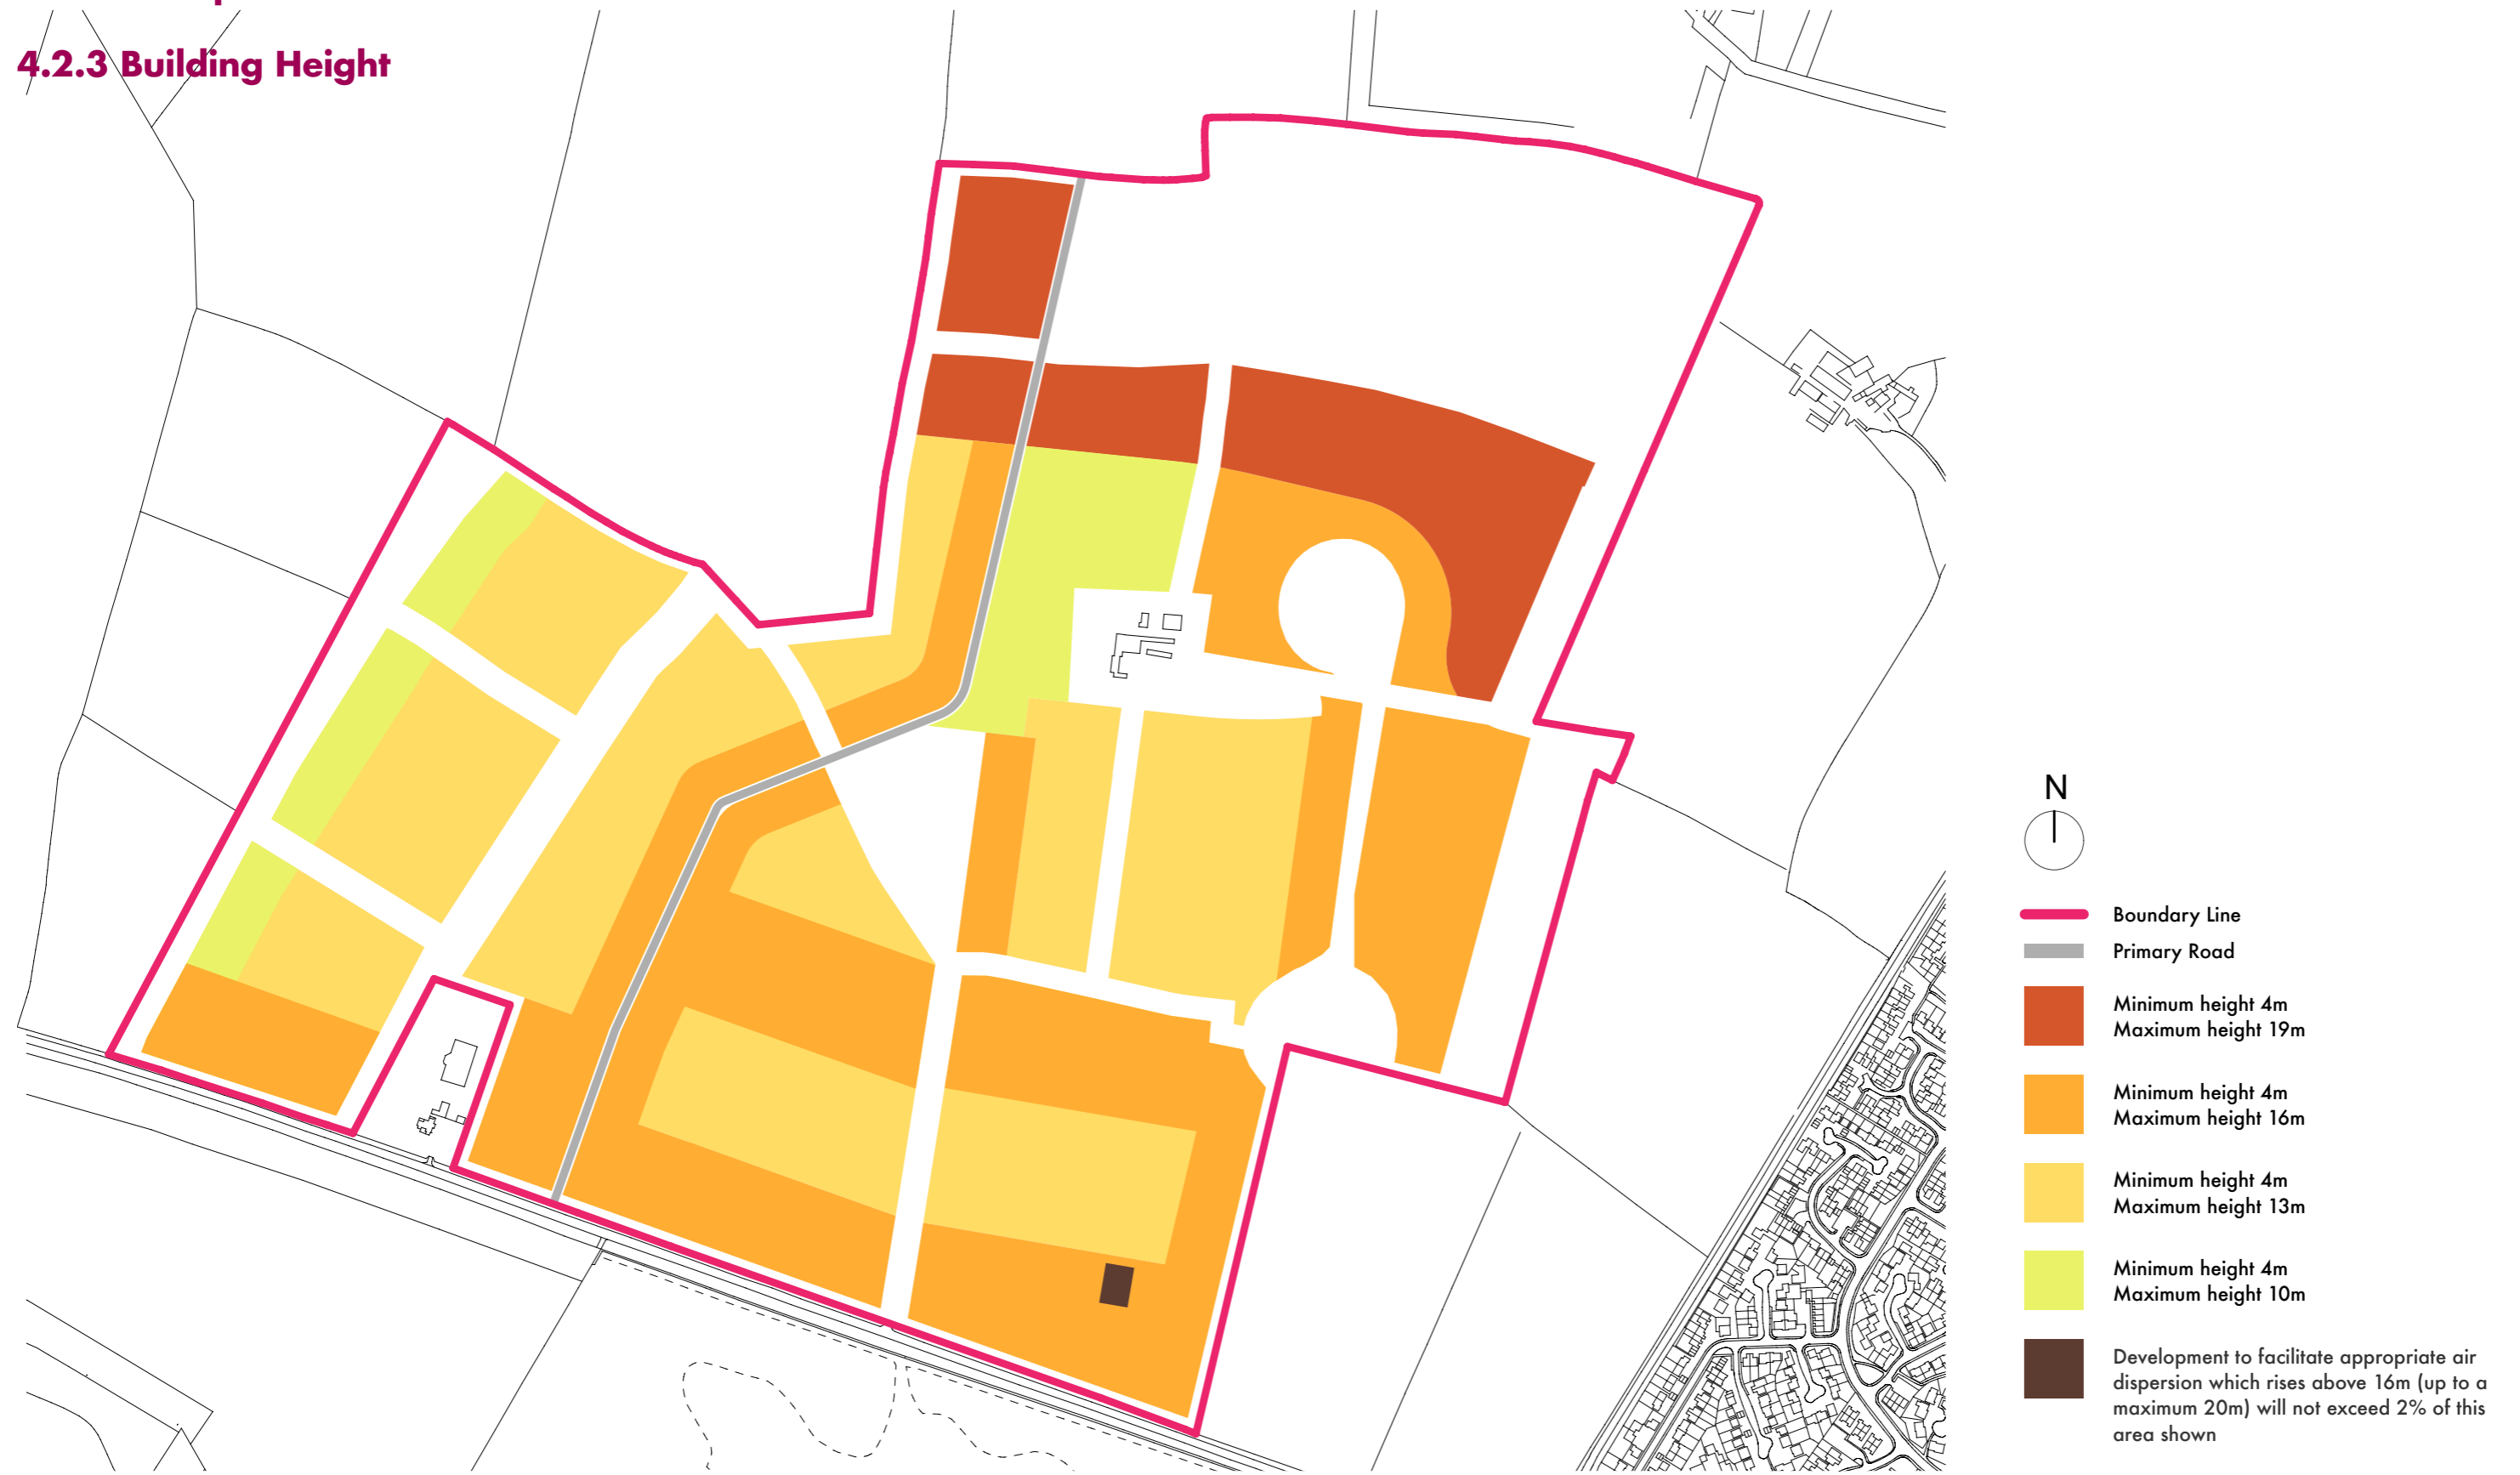 4.2.3 Building Height
N
Boundary Line
Primary Road
Minimum height 4m
Maximum height 19m
Minimum height 4m
Maximum height 16m
Minimum height 4m
Maximum height 13m
Minimum height 4m
Maximum height 10m
Development to facilitate appropriate air
dispersion which rises above 16m (up to a
maximum 20m) will not exceed 2% of this
area shown